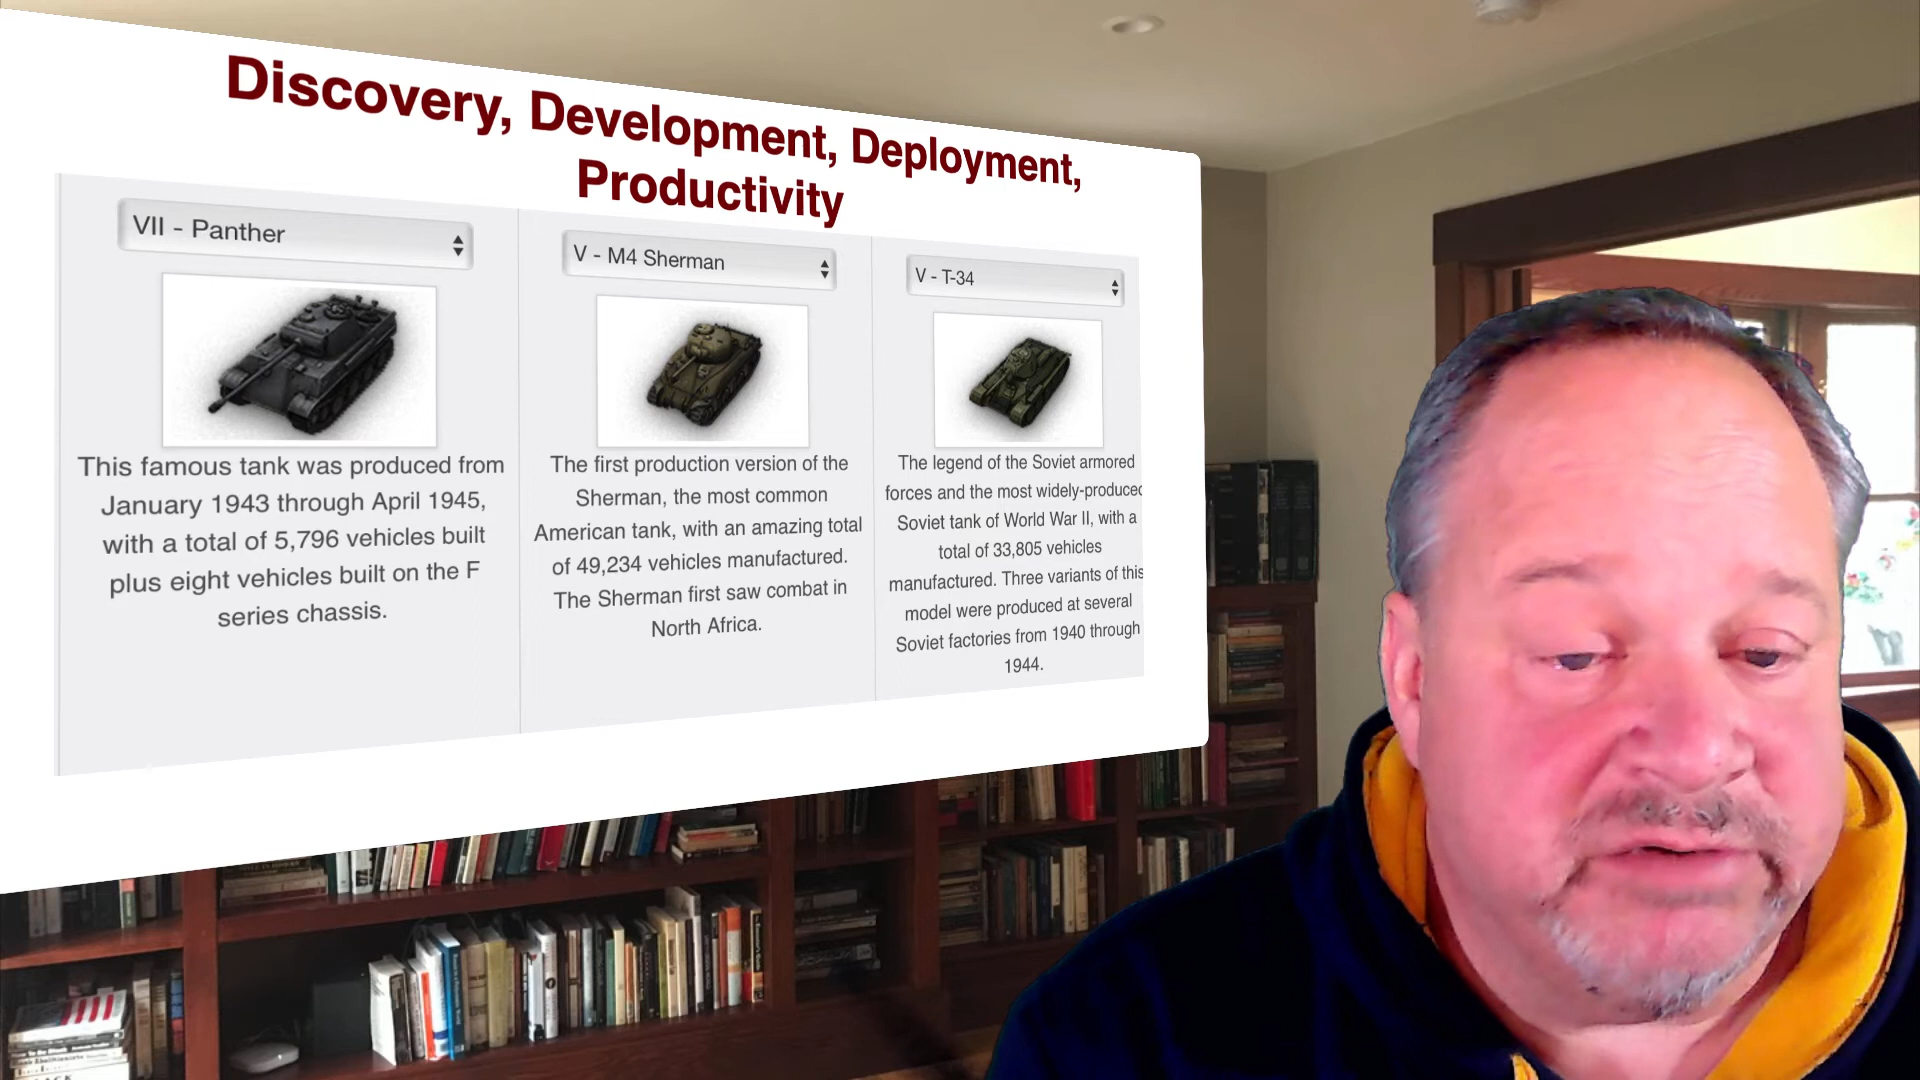 Discovery, Development, Deployment,
Productivity
VII - Panther
This famous tank was produced from
January 1943 through April 1945,
with a total of 5,796 vehicles built
plus eight vehicles built on the F
series chassis.
V - M4 Sherman
The first production version of the
Sherman, the most common
American tank, with an amazing total
of 49,234 vehicles manufactured.
The Sherman first saw combat in
North Africa.
V - T-34
The legend of the Soviet armored
forces and the most widely-produced
Soviet tank of World War II, with a
total of 33,805 vehicles
manufactured. Three variants of this
model were produced at several
Soviet factories from 1940 through
1944.